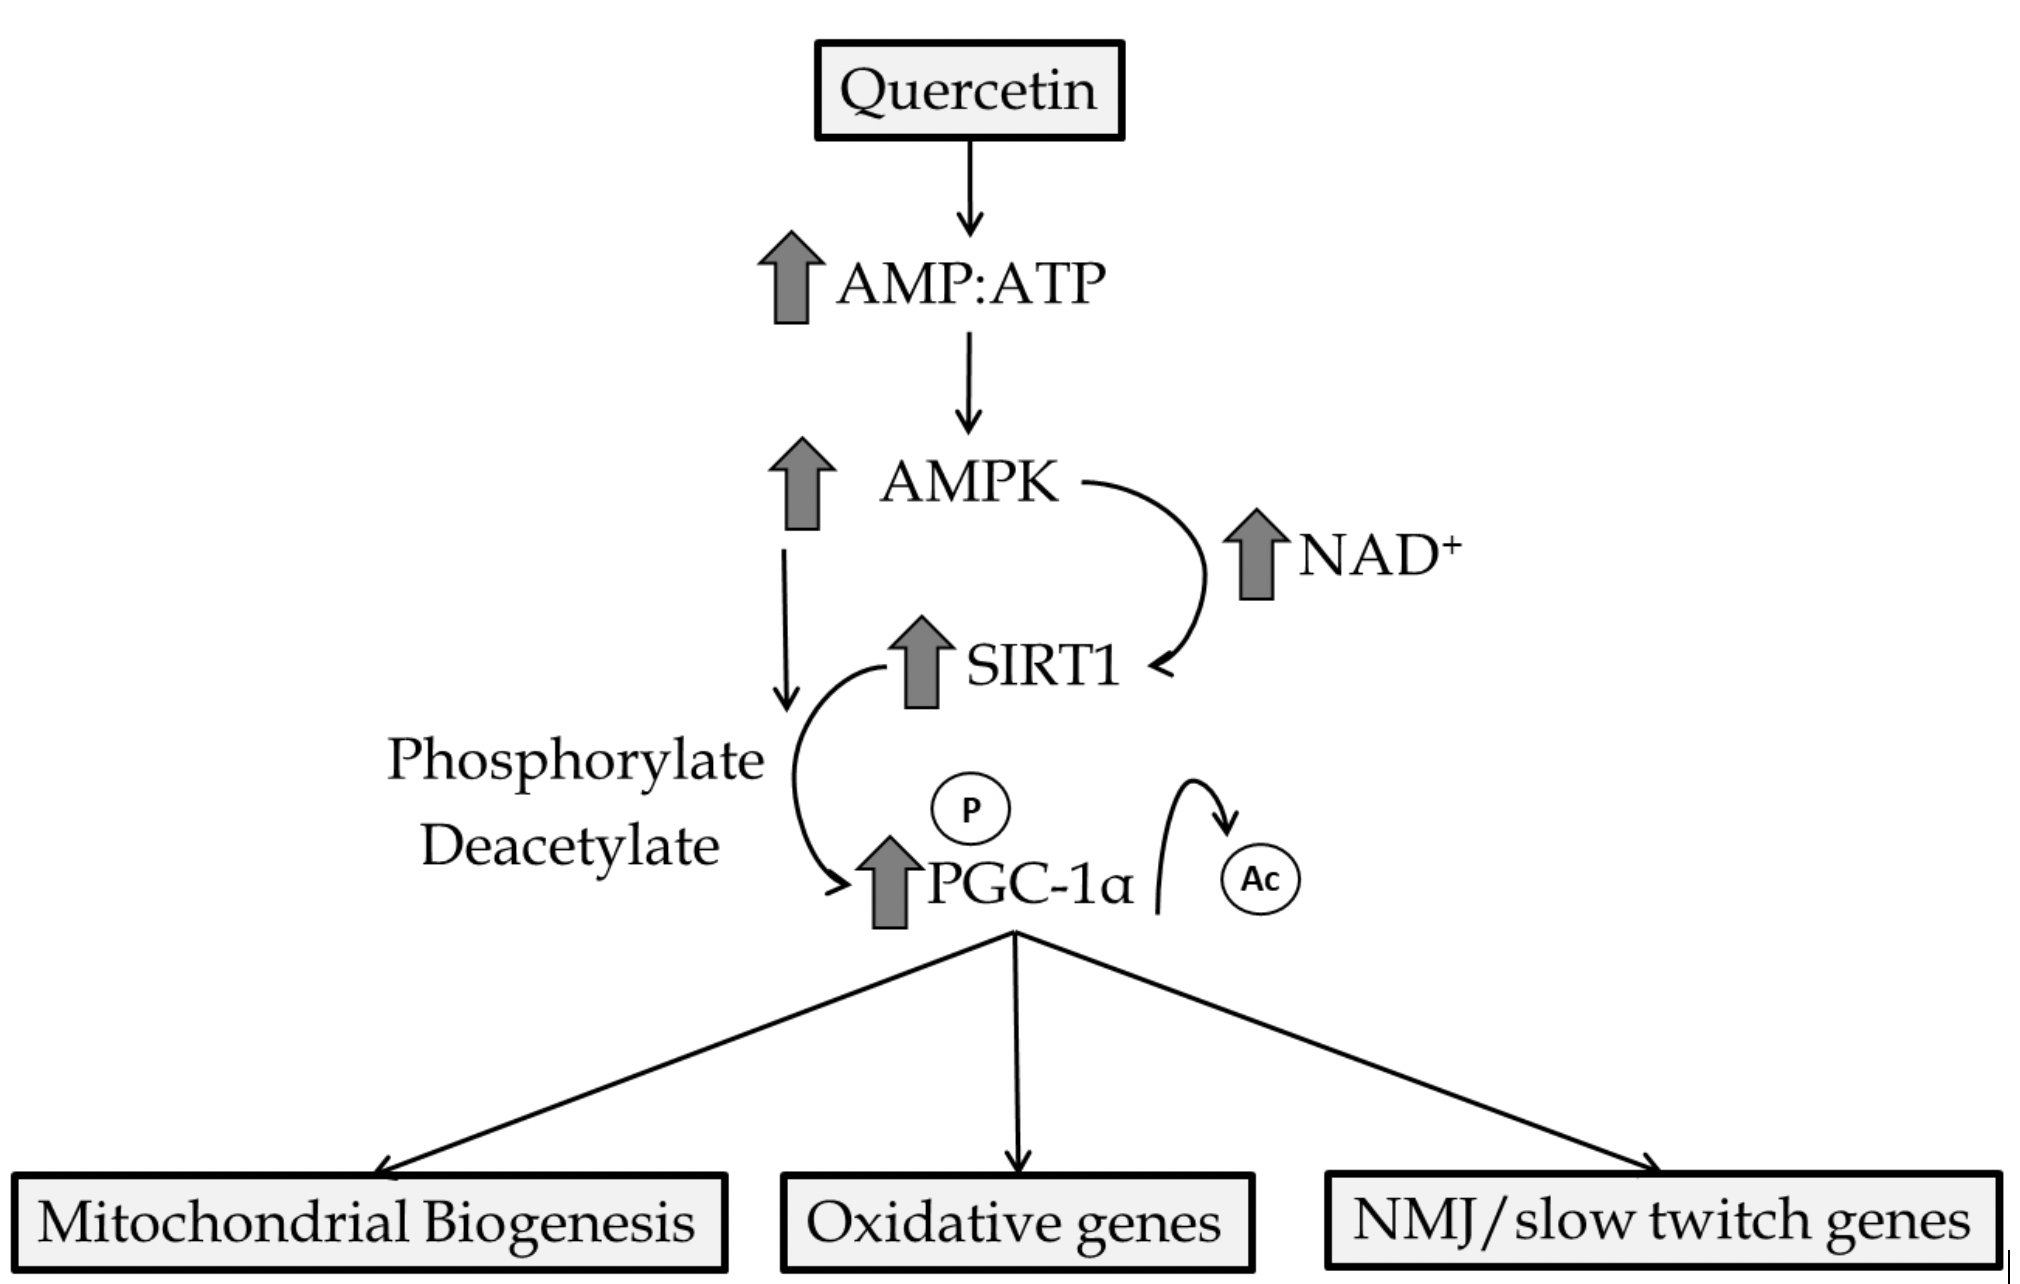 Quercetin
AMP:ATP
AMPK
NAD⁺
SIRT1
Phosphorylate
Deacetylate
P
PGC-1α
Ac
Mitochondrial Biogenesis
Oxidative genes
NMJ/slow twitch genes